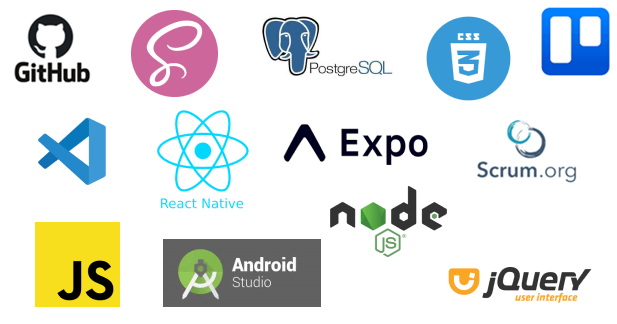 GitHub
PostgreSQL
CSS
3
React Native
Expo
Scrum.org
node
JS
JS
Android
Studio
jQuery
user interface